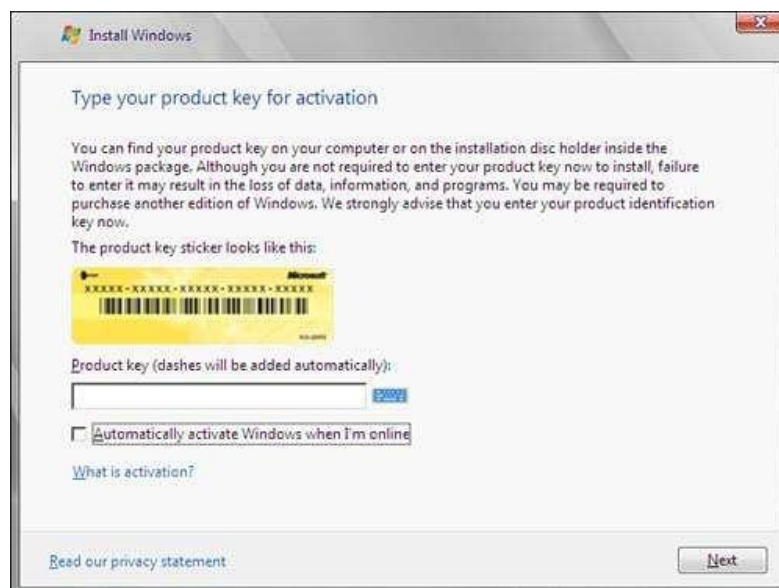 Install Windows
Type your product key for activation
You can find your product key on your computer or on the installation disc holder inside the
Windows package. Although you are not required to enter your product key now to install, failure
to enter it may result in the loss of data, information, and programs. You may be required to
purchase another edition of Windows. We strongly advise that you enter your product identification
key now.
The product key sticker looks like this:
Microsoft
XXXXX-XXXXX-XXXXX-XXXXX-XXXXX
Product key (dashes will be added automatically):
Automatically activate Windows when I'm online
What is activation?
Read our privacy statement
Next